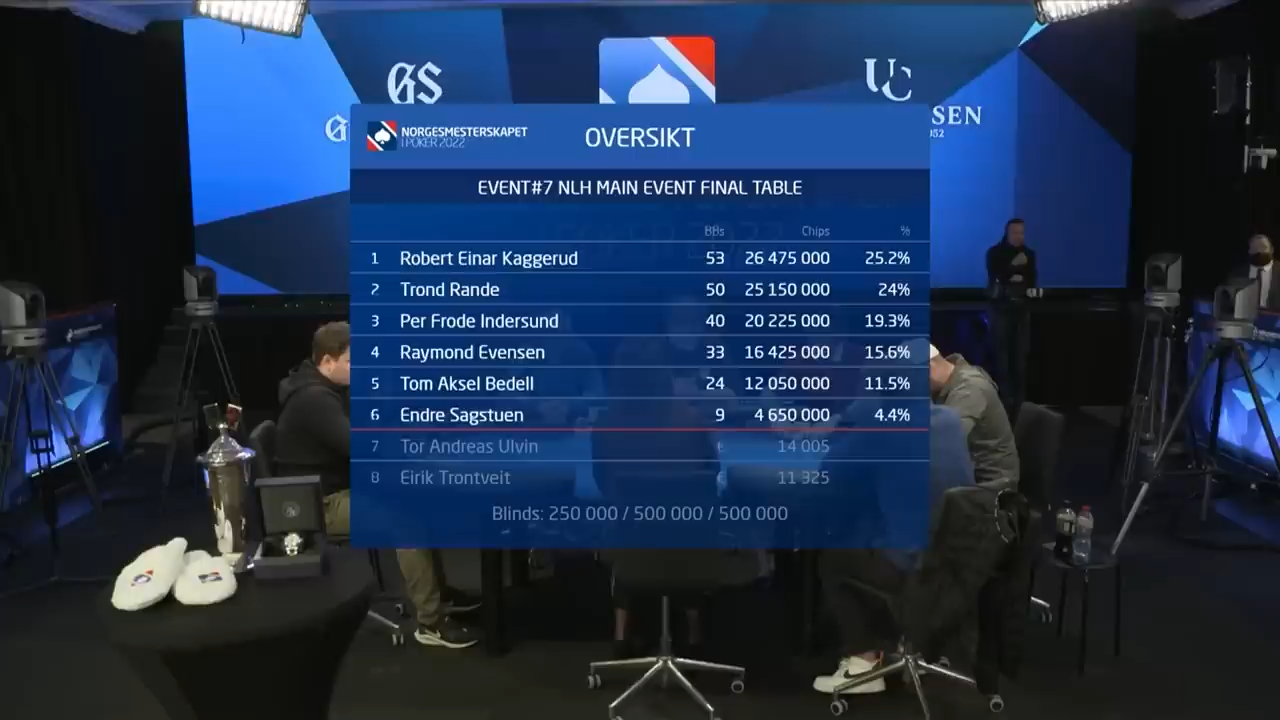 GS
UC
SEN
NORGESMESTERSKAPET
I POKER 2022
OVERSIKT
EVENT#7 NLH MAIN EVENT FINAL TABLE
BBs Chips %
1 Robert Einar Kaggerud 53 26 475 000 25.2%
2 Trond Rande 50 25 150 000 24%
3 Per Frode Indersund 40 20 225 000 19.3%
4 Raymond Evensen 33 16 425 000 15.6%
5 Tom Aksel Bedell 24 12 050 000 11.5%
6 Endre Sagstuen 9 4 650 000 4.4%
7 Tor Andreas Ulvin € 14 005
8 Eirik Trontveit € 11 325
Blinds: 250 000 / 500 000 / 500 000